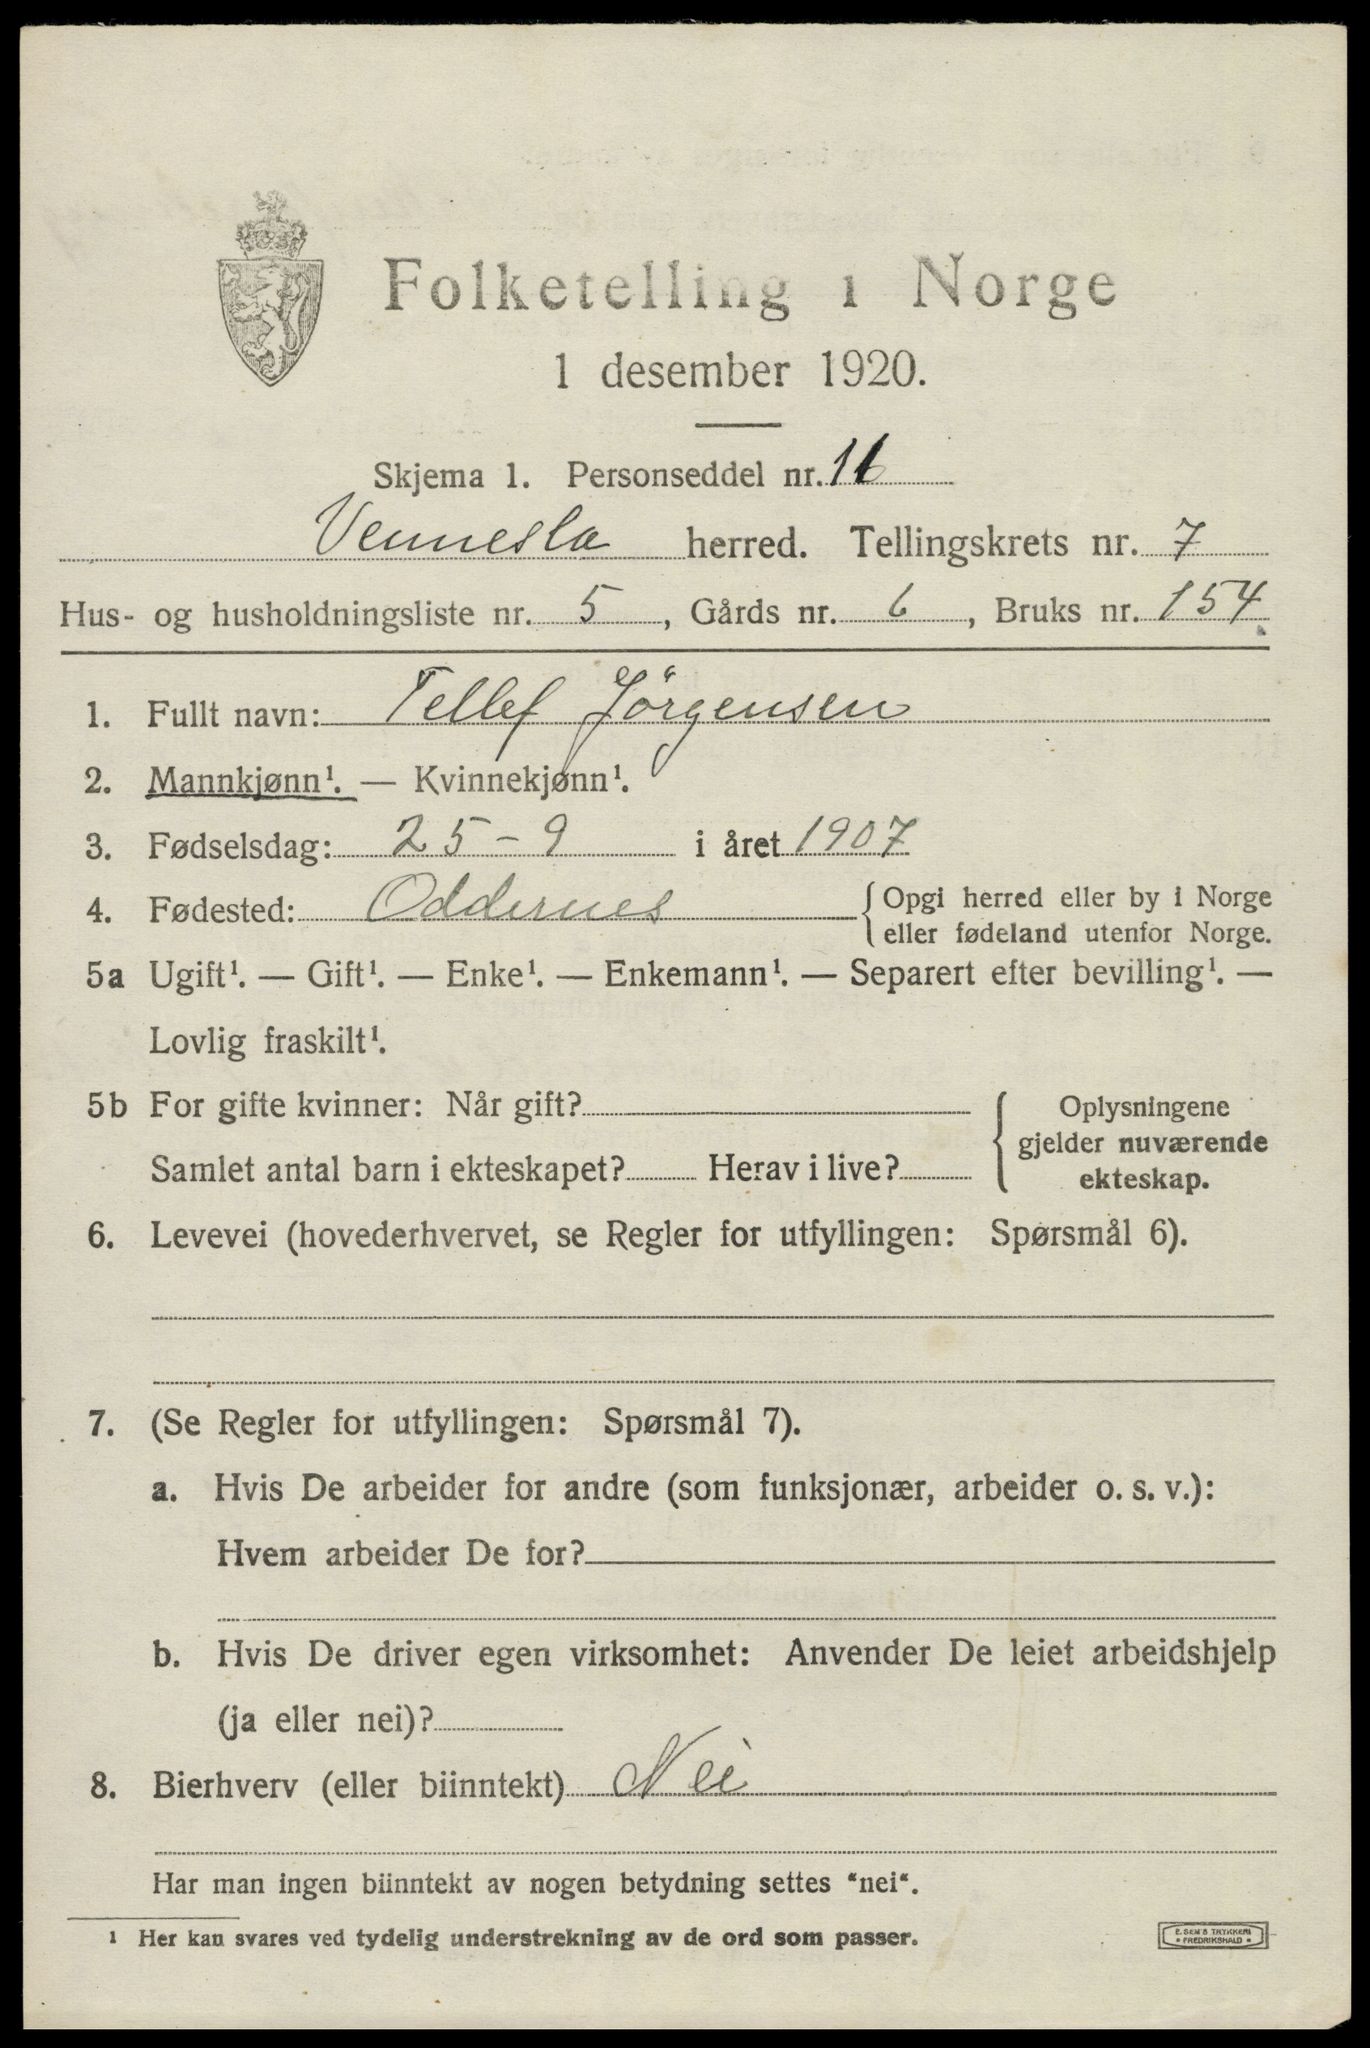 Folketelling i Norge
1 desember 1920.
Skjema 1. Personseddel nr. 16
Vennesla herred. Tellingskrets nr. 7
Hus- og husholdningsliste nr. 5, Gårds nr. 6, Bruks nr. 154
1. Fullt navn: Tellef Jörgensen
2. Mannkjønn¹. — Kvinnekjønn¹.
3. Fødselsdag: 25-9 i året 1907
4. Fødested: Oddernes { Opgi herred eller by i Norge
eller fødeland utenfor Norge.
5a Ugift¹. — Gift¹. — Enke¹. — Enkemann¹. — Separert efter bevilling¹. —
Lovlig fraskilt¹.
5b For gifte kvinner: Når gift?
Samlet antal barn i ekteskapet? Herav i live?
{ Oplysningene
gjelder nuværende
ekteskap.
6. Levevei (hovederhvervet, se Regler for utfyllingen: Spørsmål 6).
7. (Se Regler for utfyllingen: Spørsmål 7).
a. Hvis De arbeider for andre (som funksjonær, arbeider o. s. v.):
Hvem arbeider De for?
b. Hvis De driver egen virksomhet: Anvender De leiet arbeidshjelp
(ja eller nei)?
8. Bierhverv (eller biinntekt) Nei
Har man ingen biinntekt av nogen betydning settes "nei".
¹ Her kan svares ved tydelig understrekning av de ord som passer.
E. SEM'S TRYKKERI
• FREDRIKSHALD •